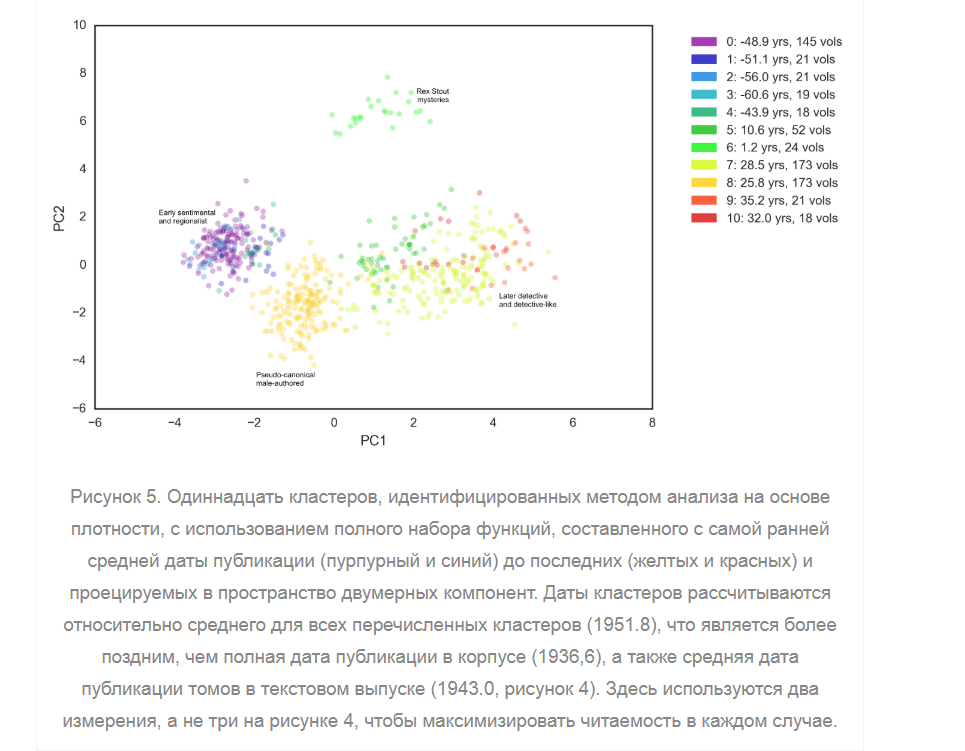 10
8
6
4
2
0
−2
−4
−6
−6
−4
−2
0
2
4
6
8
PC2
PC1
Rex Stout
mysteries
Early sentimental
and regionalist
Later detective
and detective-like
Pseudo-canonical
male-authored
0: -48.9 yrs, 145 vols
1: -51.1 yrs, 21 vols
2: -56.0 yrs, 21 vols
3: -60.6 yrs, 19 vols
4: -43.9 yrs, 18 vols
5: 10.6 yrs, 52 vols
6: 1.2 yrs, 24 vols
7: 28.5 yrs, 173 vols
8: 25.8 yrs, 173 vols
9: 35.2 yrs, 21 vols
10: 32.0 yrs, 18 vols
Рисунок 5. Одиннадцать кластеров, идентифицированных методом анализа на основе
плотности, с использованием полного набора функций, составленного с самой ранней
средней даты публикации (пурпурный и синий) до последних (желтых и красных) и
проецируемых в пространство двумерных компонент. Даты кластеров рассчитываются
относительно среднего для всех перечисленных кластеров (1951.8), что является более
поздним, чем полная дата публикации в корпусе (1936,6), а также средняя дата
публикации томов в текстовом выпуске (1943.0, рисунок 4). Здесь используются два
измерения, а не три на рисунке 4, чтобы максимизировать читаемость в каждом случае.